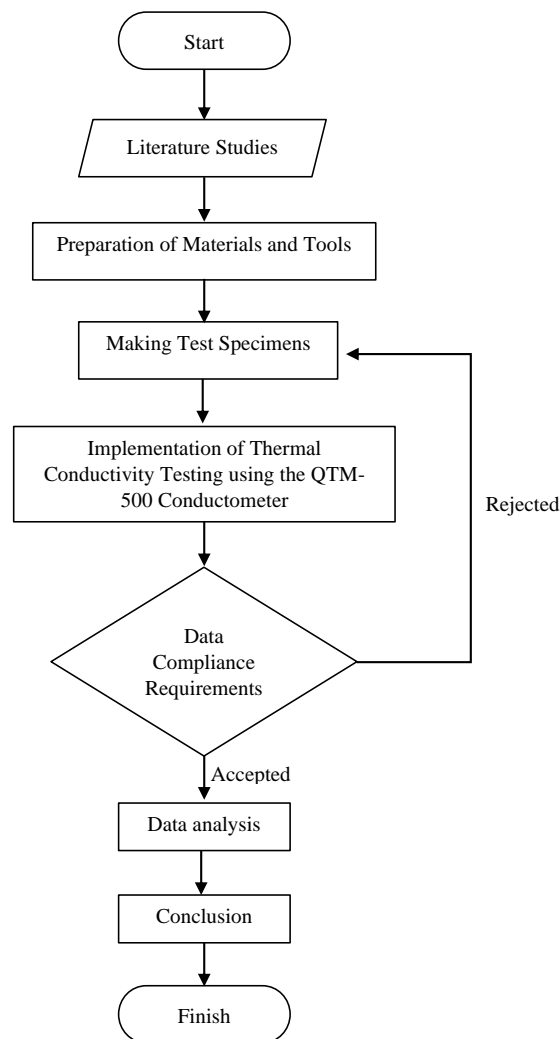 Start
Literature Studies
Preparation of Materials and Tools
Making Test Specimens
Implementation of Thermal
Conductivity Testing using the QTM-
500 Conductometer
Rejected
Data
Compliance
Requirements
Accepted
Data analysis
Conclusion
Finish